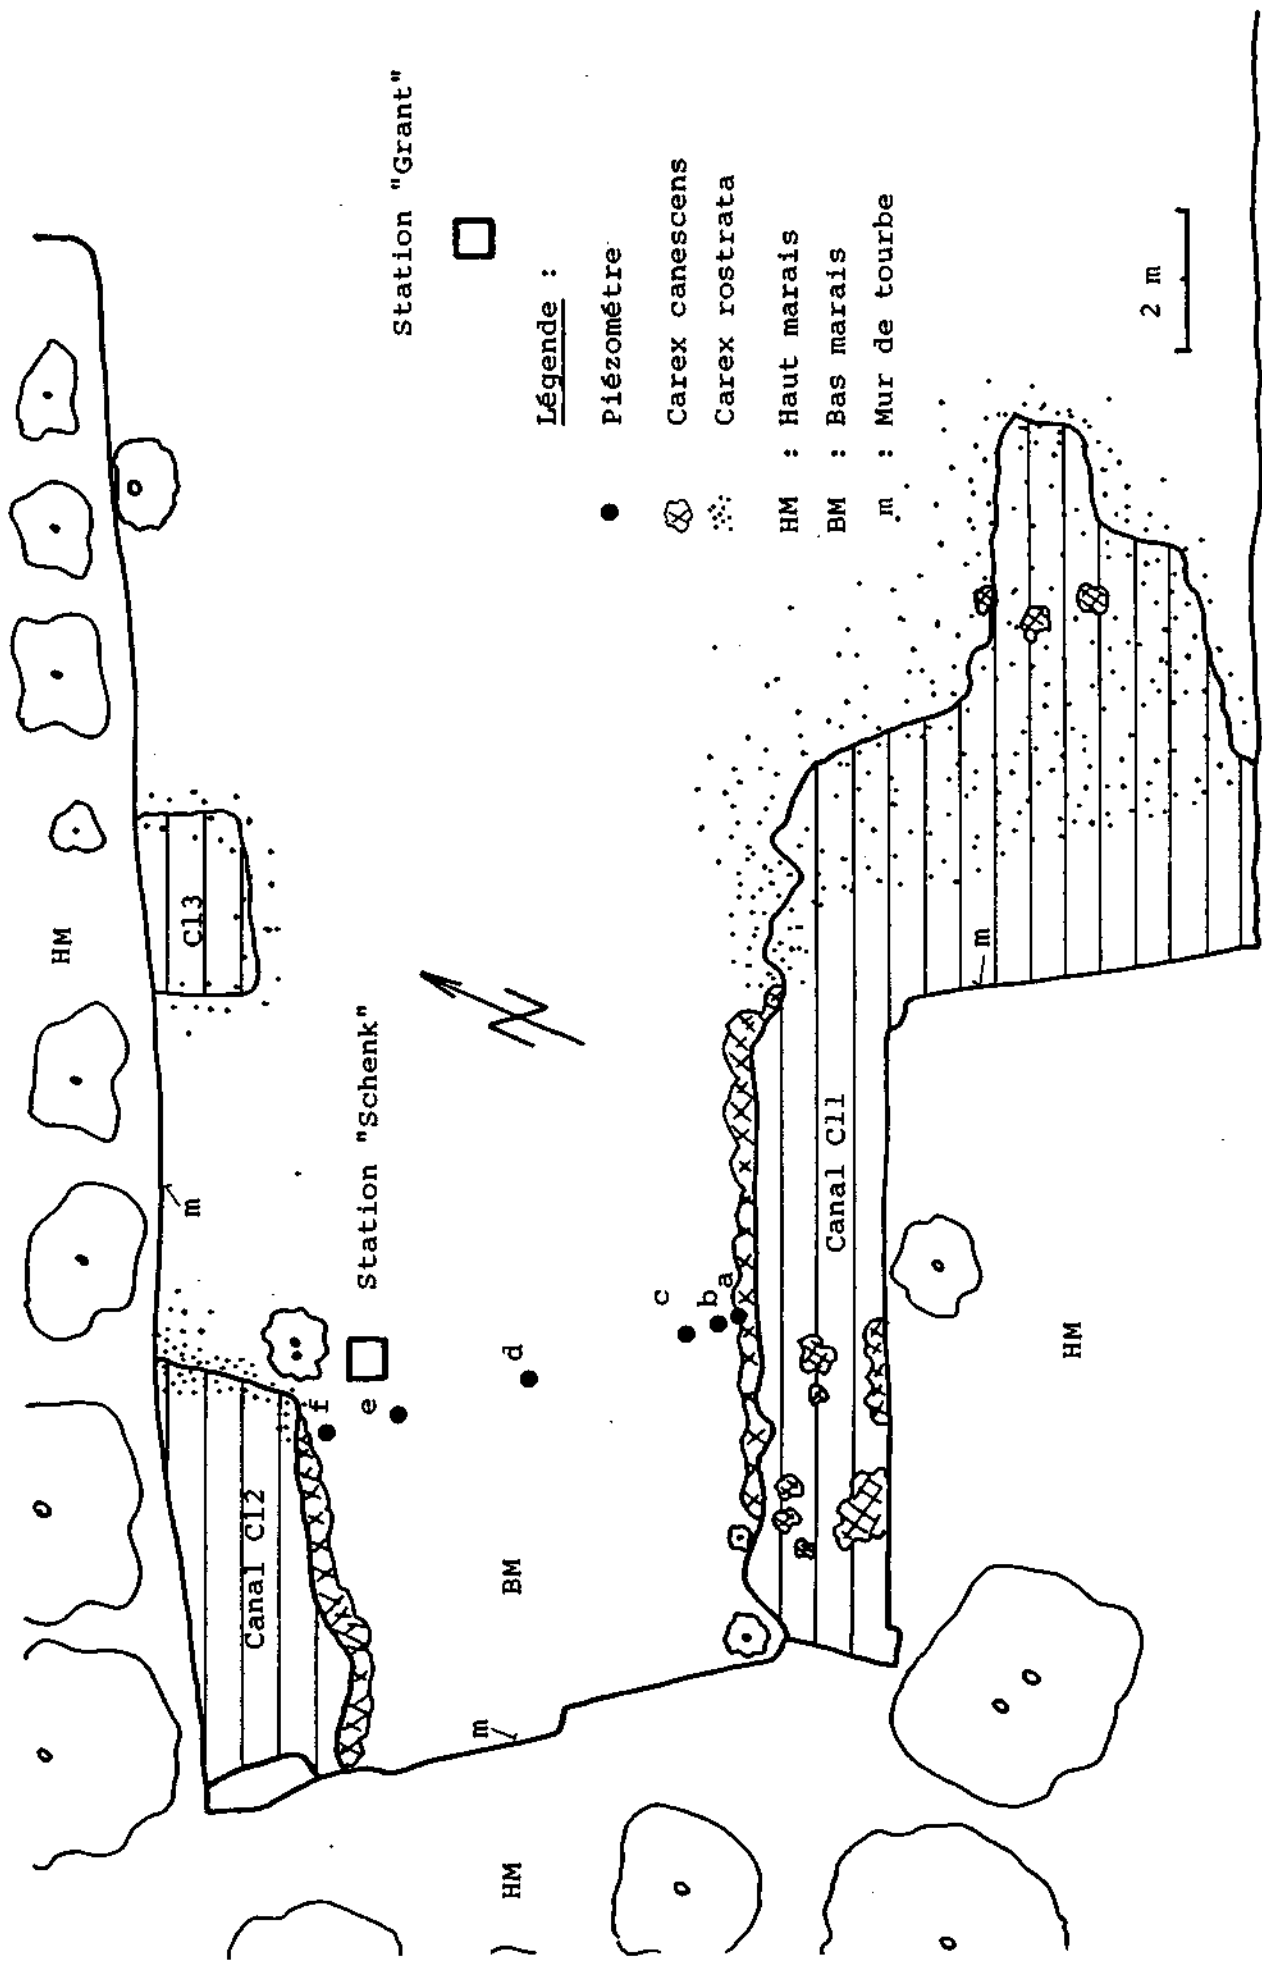 Station "Grant"
Légende :
Piézométre
Carex canescens
Carex rostrata
HM : Haut marais
BM : Bas marais
m : Mur de tourbe
2 m
HM
Cl3
m
Station "Schenk"
Canal Cl2
f
e
d
c
b
a
BM
m
HM
Canal Cl1
m
HM